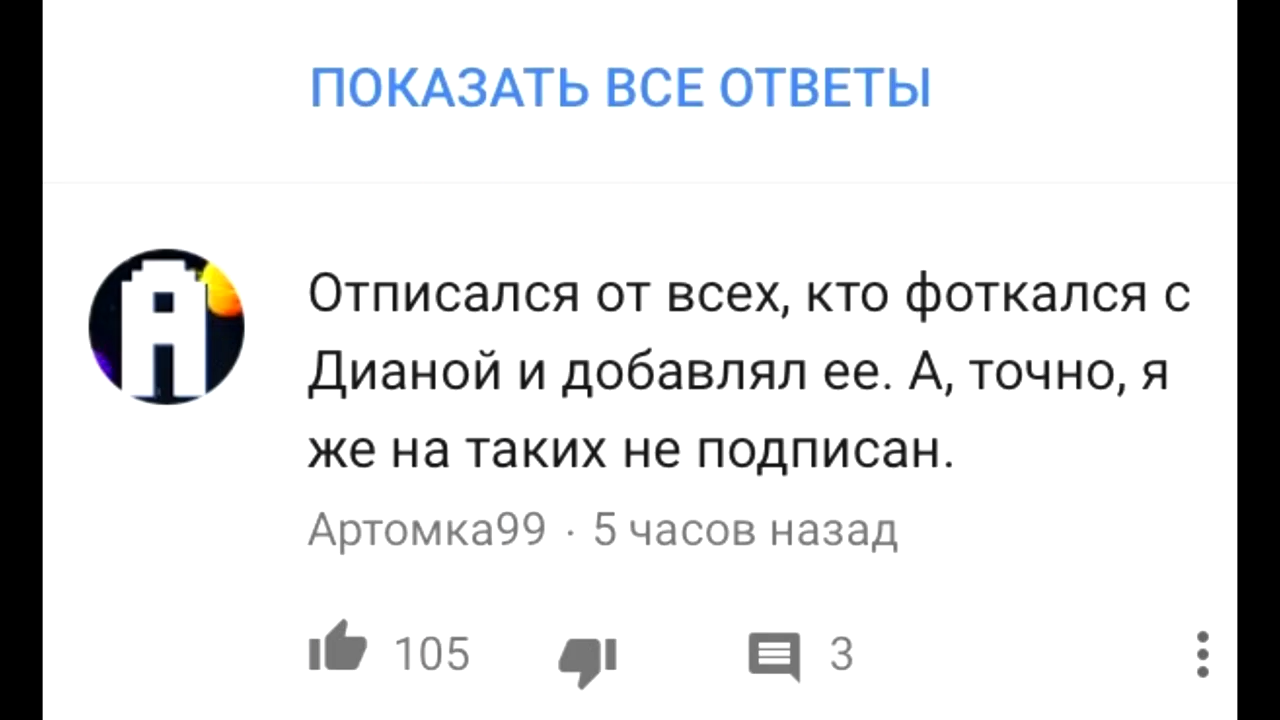 ПОКАЗАТЬ ВСЕ ОТВЕТЫ
Отписался от всех, кто фоткался с
Дианой и добавлял ее. А, точно, я
же на таких не подписан.
Артомка99 · 5 часов назад
105 3